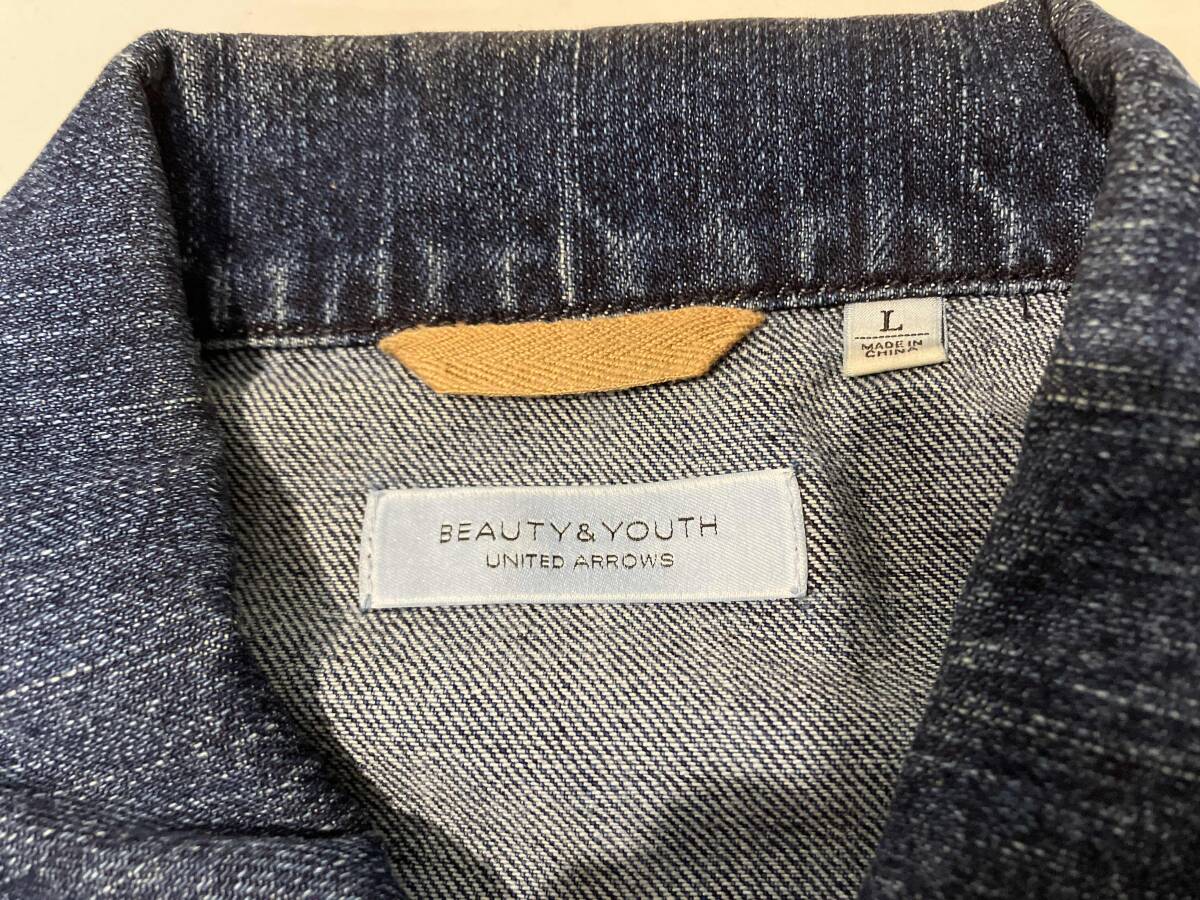 L
MADE IN
CHINA
BEAUTY&YOUTH
UNITED ARROWS